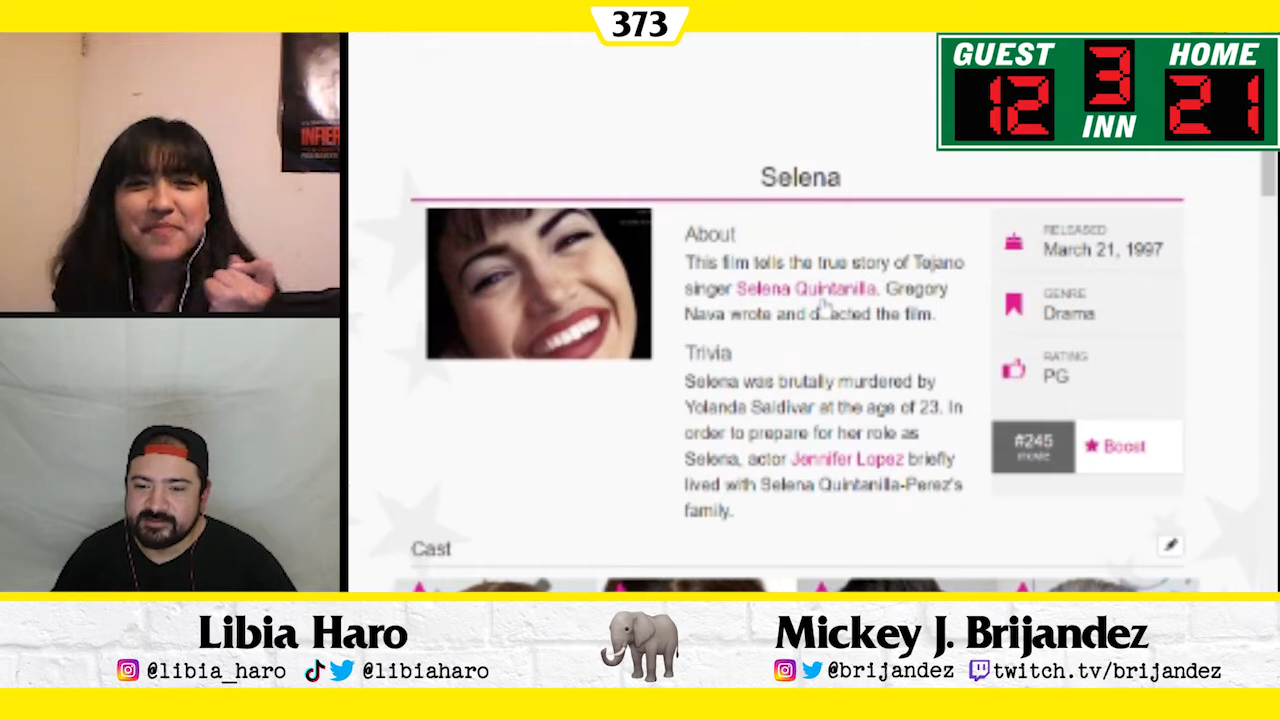 373
GUEST
12
3
INN
HOME
21
INFIER
Selena
About
This film tells the true story of Tejano
singer Selena Quintanilla. Gregory
Nava wrote and directed the film.
Trivia
Selena was brutally murdered by
Yolanda Saldivar at the age of 23. In
order to prepare for her role as
Selena, actor Jennifer Lopez briefly
lived with Selena Quintanilla-Perez's
family.
RELEASED
March 21, 1997
GENRE
Drama
RATING
PG
#245
movie
Boost
Cast
Libia Haro
@libia_haro
@libiaharo
Mickey J. Brijandez
@brijandez
twitch.tv/brijandez